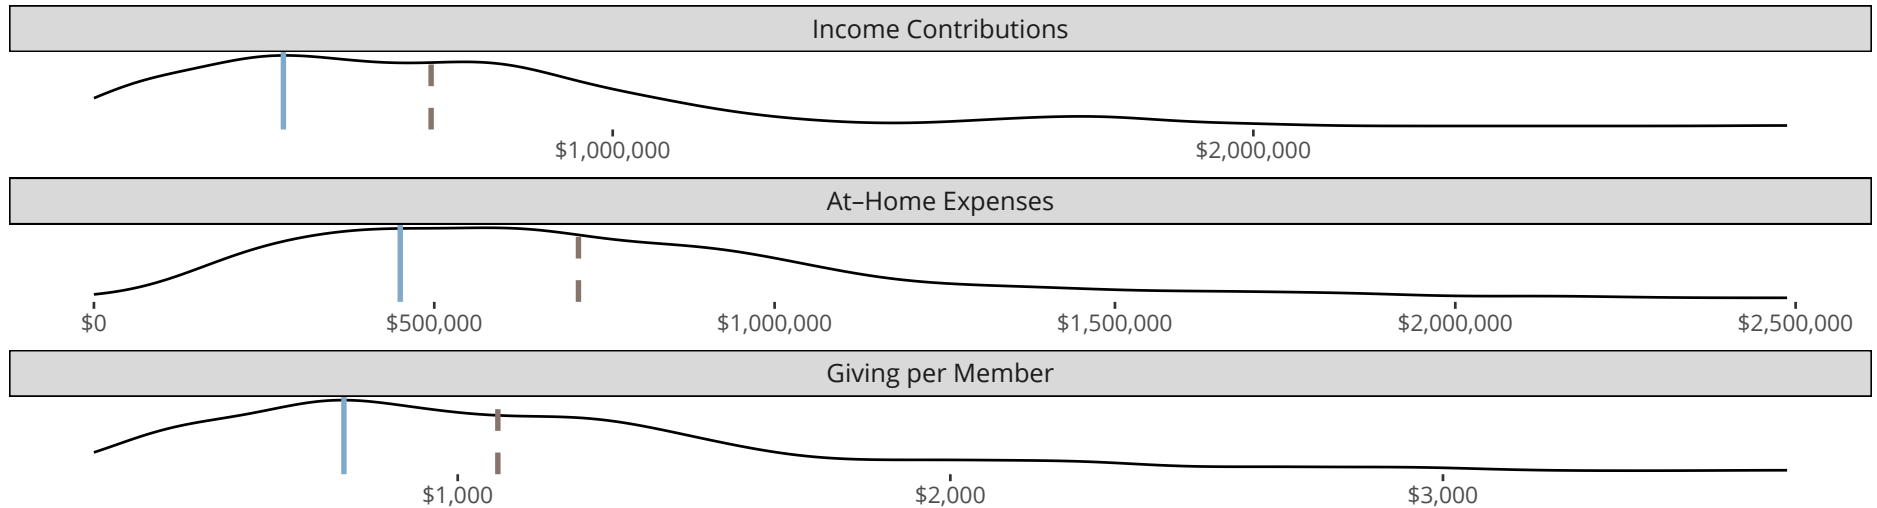 Income Contributions
$1,000,000 $2,000,000
At–Home Expenses
$0 $500,000 $1,000,000 $1,500,000 $2,000,000 $2,500,000
Giving per Member
$1,000 $2,000 $3,000